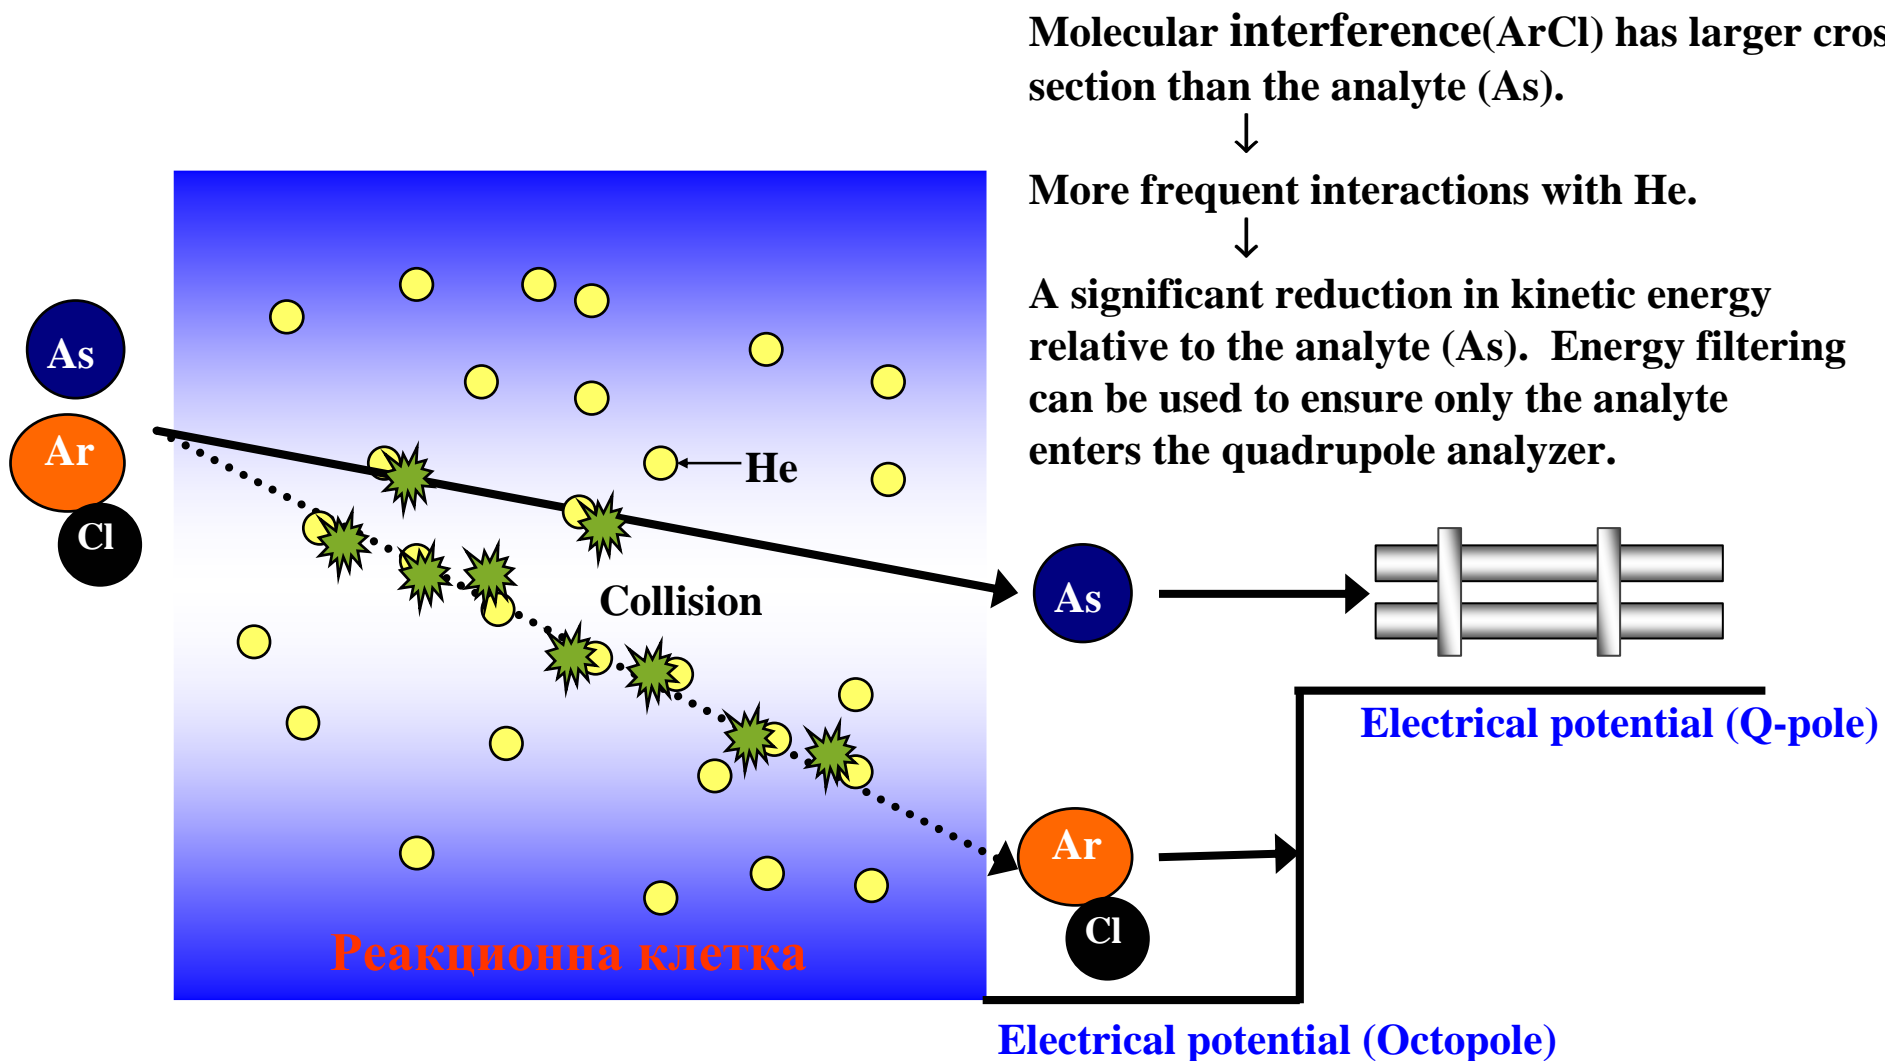 Molecular interference(ArCl) has larger cros
section than the analyte (As).
↓
More frequent interactions with He.
↓
A significant reduction in kinetic energy
relative to the analyte (As).  Energy filtering
can be used to ensure only the analyte
enters the quadrupole analyzer.
As
Ar
Cl
He
Collision
As
Electrical potential (Q-pole)
Ar
Cl
Реакционна клетка
Electrical potential (Octopole)